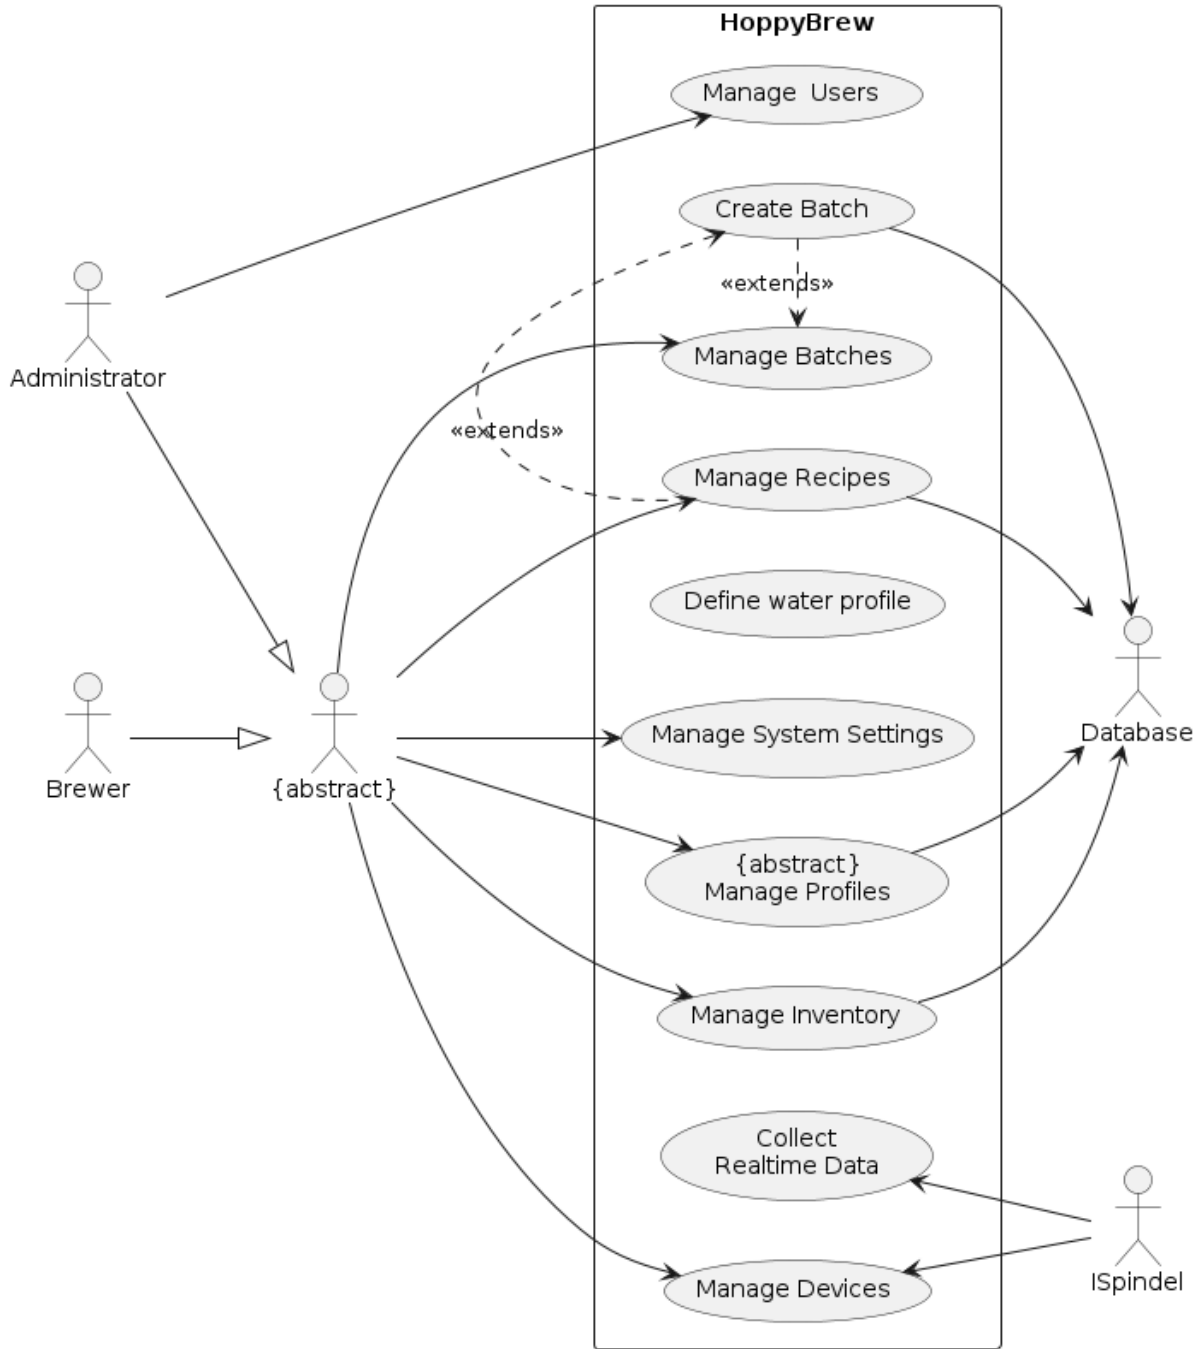 HoppyBrew
Manage  Users
Create Batch
«extends»
Manage Batches
Administrator
«extends»
Manage Recipes
Define water profile
Manage System Settings
Database
Brewer
{abstract}
{abstract}
Manage Profiles
Manage Inventory
Collect
Realtime Data
Manage Devices
ISpindel